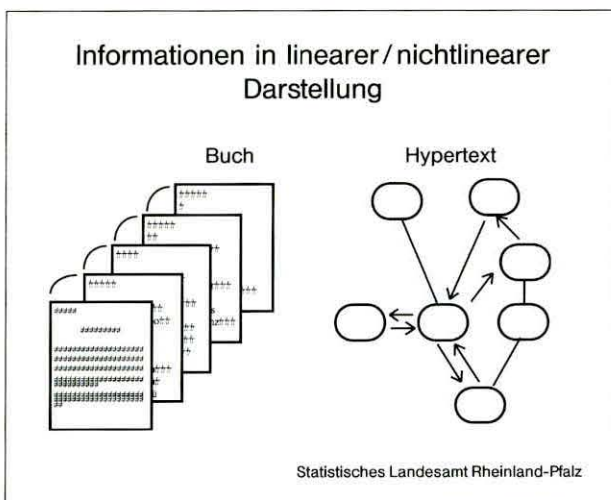 Informationen in linearer / nichtlinearer
Darstellung
Buch
Hypertext
Statistisches Landesamt Rheinland-Pfalz